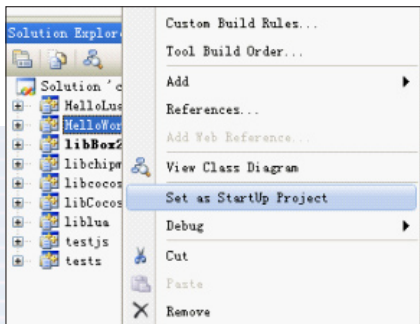 Solution Explor
Solution 'c
HelloLua
HelloWor
libBox2
libchipm
libcocos
libCocos
liblua
testjs
tests
Custom Build Rules...
Tool Build Order...
Add
References...
Add Web Reference...
View Class Diagram
Set as StartUp Project
Debug
Cut
Paste
Remove